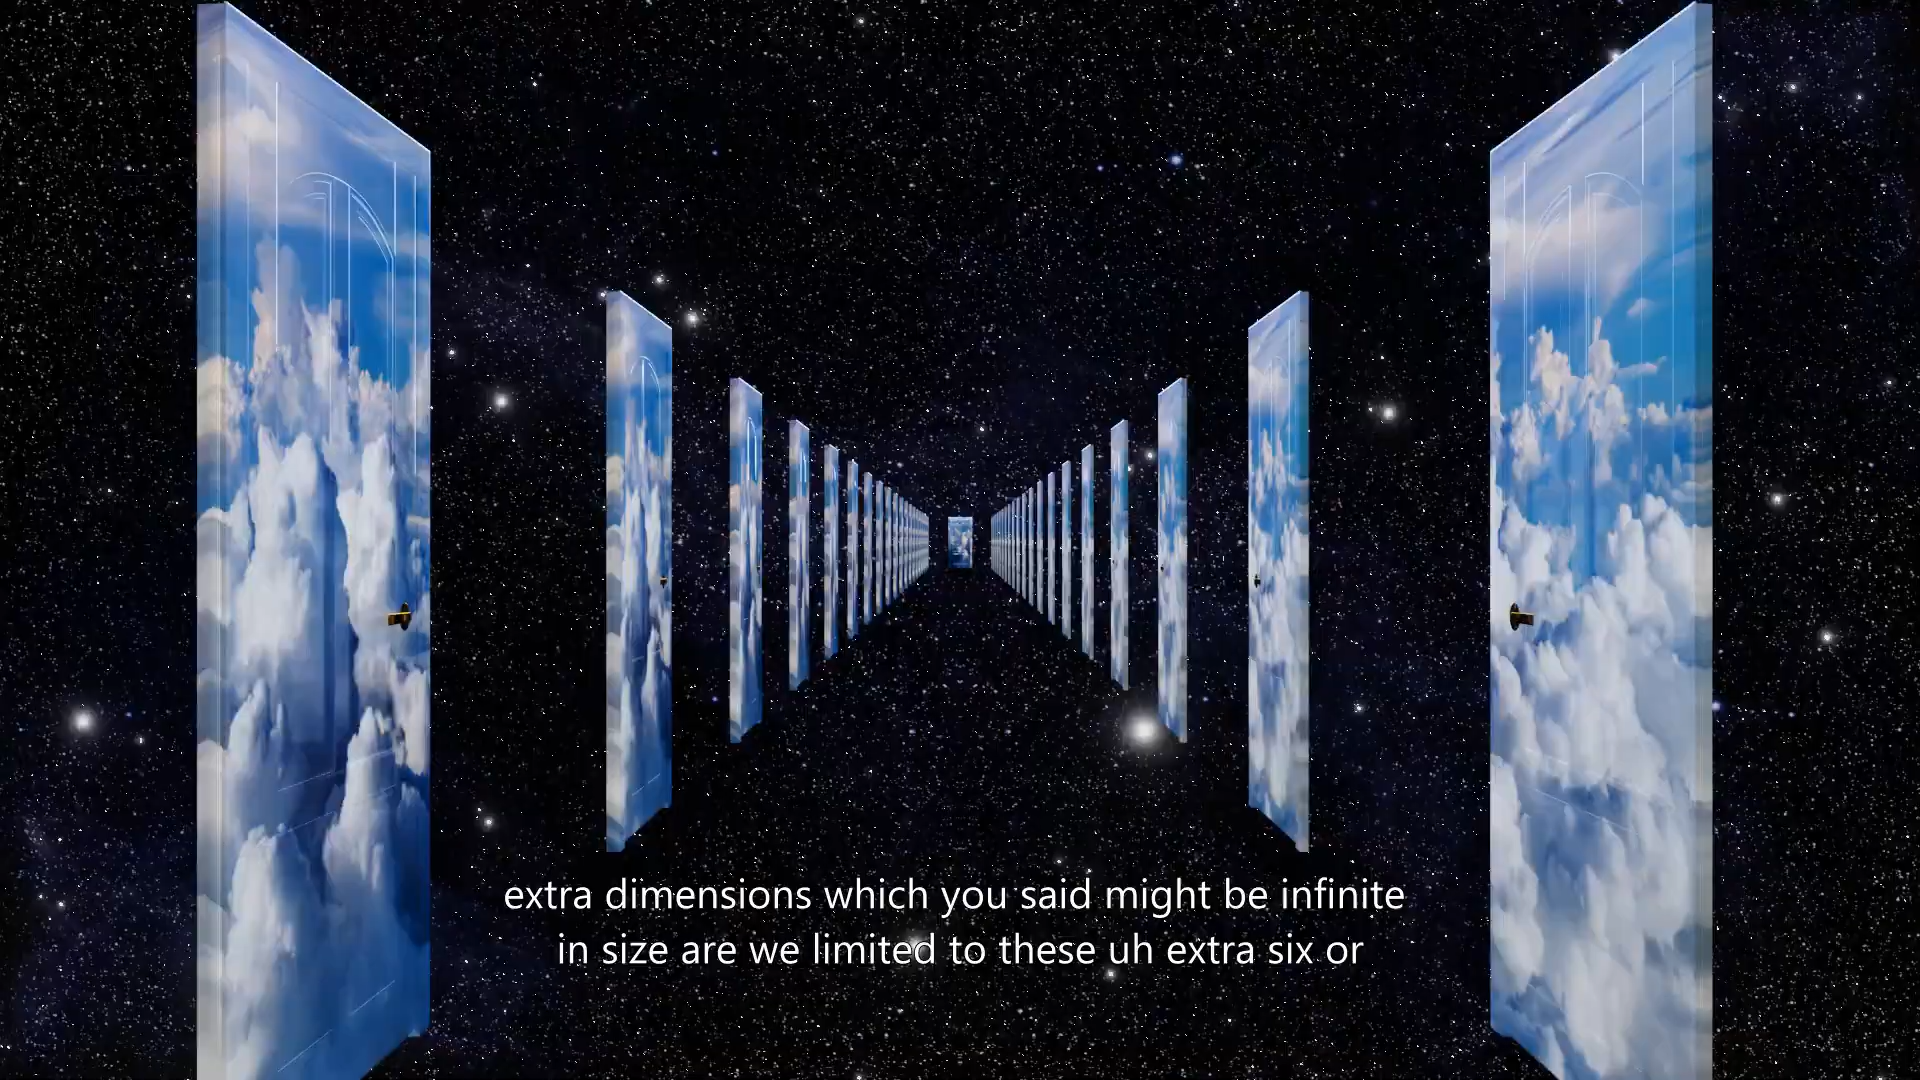 extra dimensions which you said might be infinite
in size are we limited to these uh extra six or